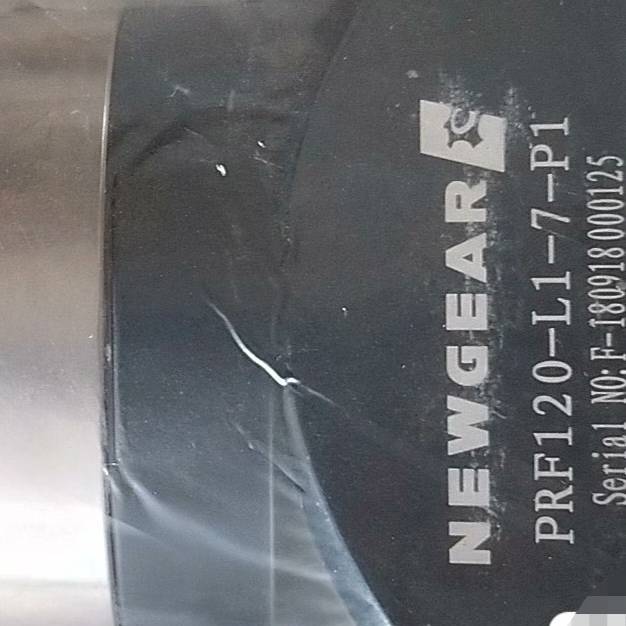 NEWGEAR
PRF120-L1-7-P1
Serial NO: F-180918000125